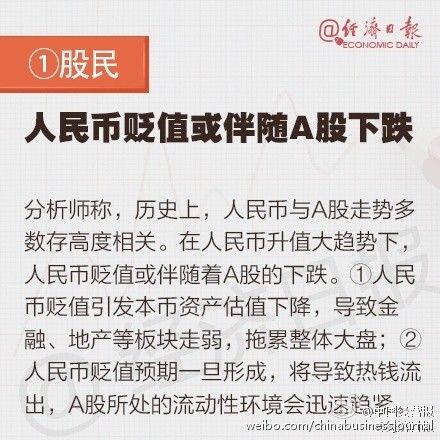 @经济日报
ECONOMIC DAILY
①股民
人民币贬值或伴随A股下跌
分析师称，历史上，人民币与A股走势多
数存高度相关。在人民币升值大趋势下，
人民币贬值或伴随着A股的下跌。①人民
币贬值引发本币资产估值下降，导致金
融、地产等板块走弱，拖累整体大盘；②
人民币贬值预期一旦形成，将导致热钱流
出，A股所处的流动性环境会迅速趋紧。
@中国经营报
weibo.com/chinabusinessjournal